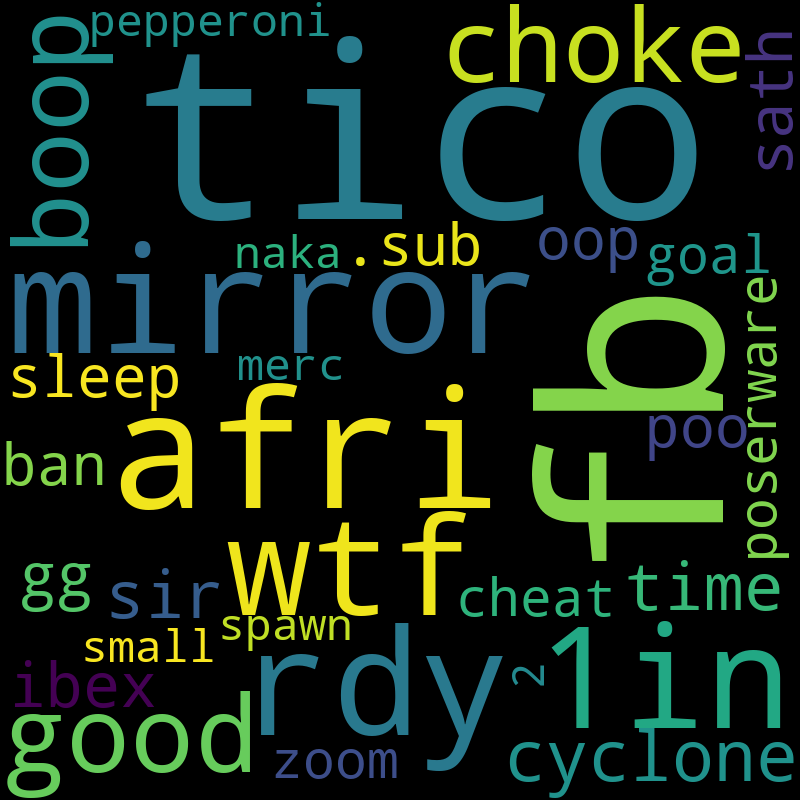 pepperoni
choke
boop
tico
sath
naka
.sub
oop
goal
mirror
merc
sleep
poserware
fb
afri
poo
ban
wtf
gg
sir
cheat
time
spawn
small
rdy
2
1in
ibex
good
zoom
cyclone